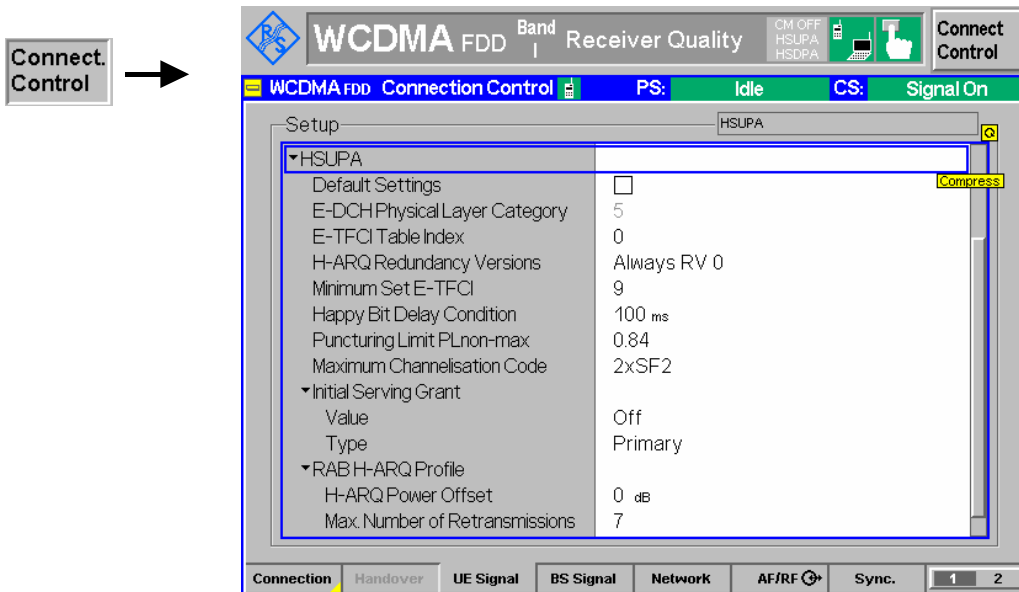 Connect.
Control
R S
WCDMA FDD Band I Receiver Quality
CM OFF
HSUPA
HSDPA
Connect
Control
WCDMA FDD Connection Control PS: Idle CS: Signal On
Setup HSUPA
Q
HSUPA
Compress
Default Settings
E-DCH Physical Layer Category 5
E-TFCI Table Index 0
H-ARQ Redundancy Versions Always RV 0
Minimum Set E-TFCI 9
Happy Bit Delay Condition 100 ms
Puncturing Limit PLnon-max 0.84
Maximum Channelisation Code 2xSF2
Initial Serving Grant
Value Off
Type Primary
RAB H-ARQ Profile
H-ARQ Power Offset 0 dB
Max. Number of Retransmissions 7
Connection Handover UE Signal BS Signal Network AF/RF Sync. 1 2